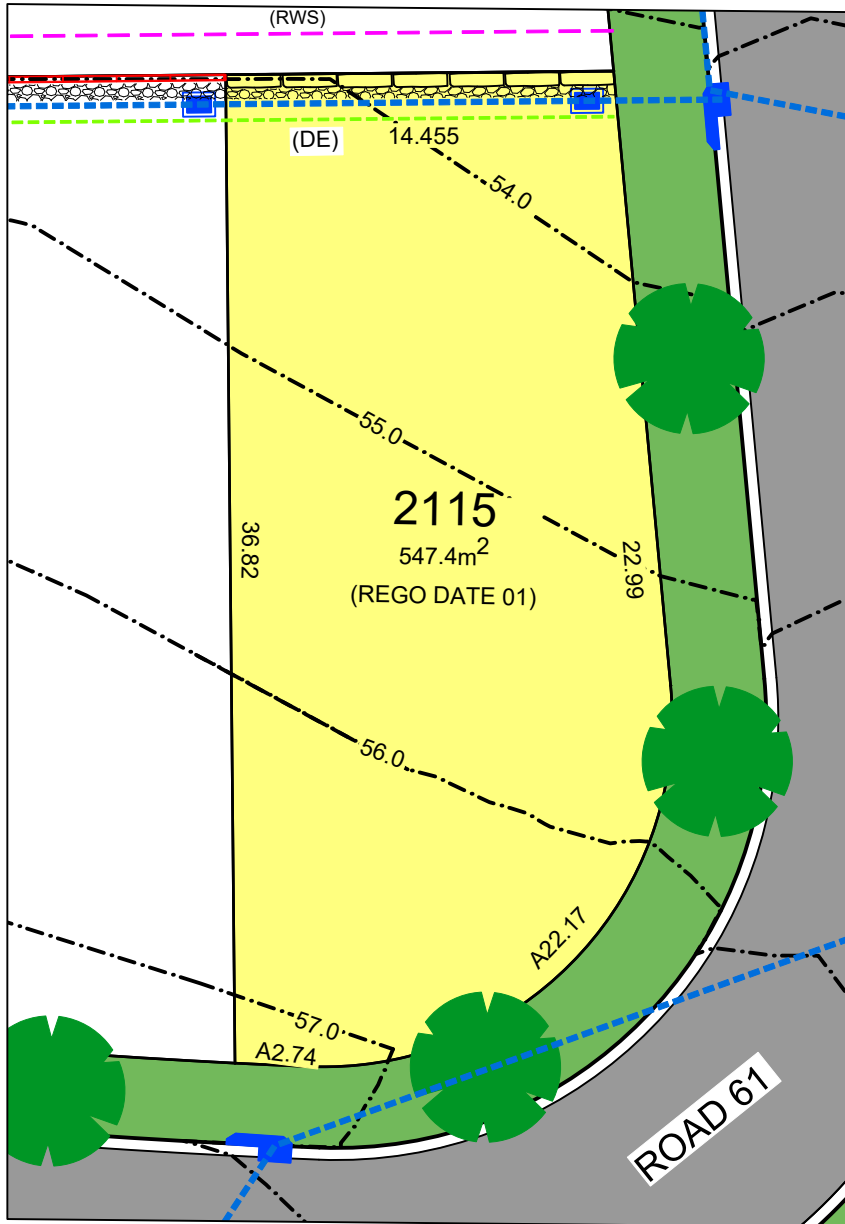 (RWS)
(DE)
14.455
54.0
55.0
2115
547.4m²
(REGO DATE 01)
36.82
22.99
56.0
A22.17
57.0
A2.74
ROAD 61